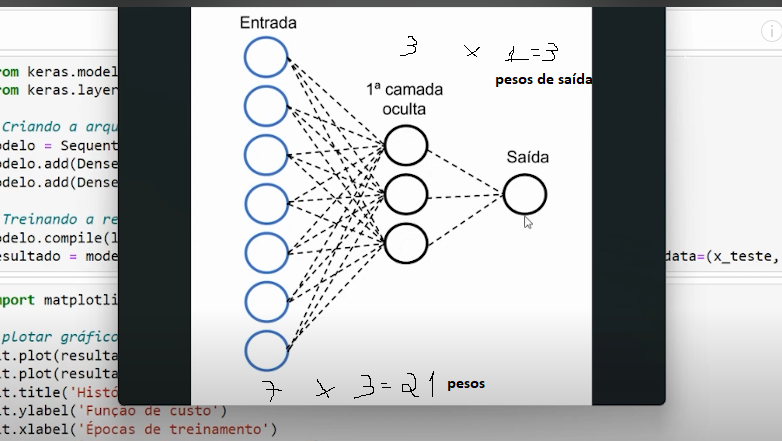 Entrada
3 x 1=3
pesos de saída
1ª camada
oculta
Saída
7 x 3=21 pesos
om keras.model
om keras.layer
Criando a arqu
odelo = Sequent
odelo.add(Dense
odelo.add(Dense
Treinando a re
odelo.compile(l
esultado = mode
data=(x_teste,
mport matplotli
plotar gráfico
t.plot(resulta
t.plot(resulta
t.title('Histó
t.ylabel('Função de custo')
t.xlabel('Épocas de treinamento')